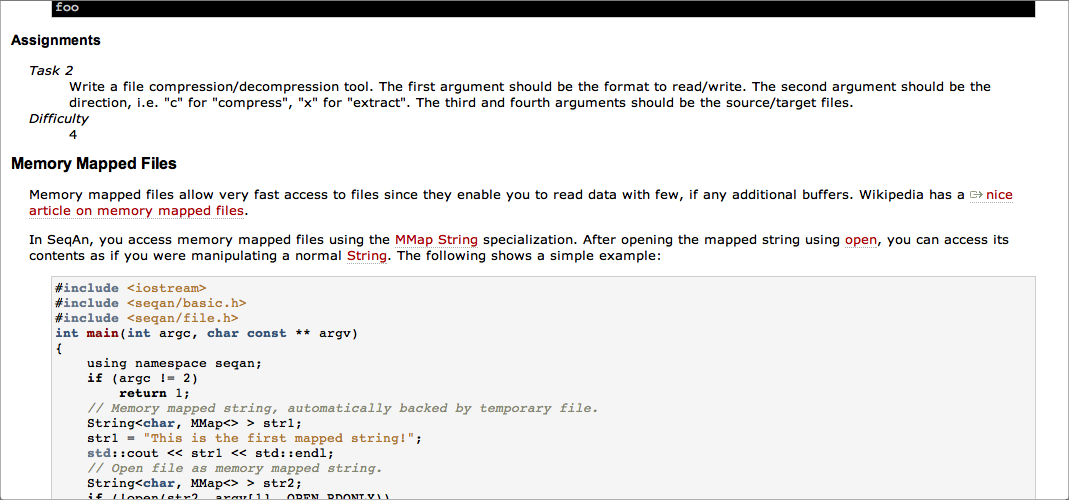 foo
Assignments
Task 2
Write a file compression/decompression tool. The first argument should be the format to read/write. The second argument should be the
direction, i.e. "c" for "compress", "x" for "extract". The third and fourth arguments should be the source/target files.
Difficulty
4
Memory Mapped Files
Memory mapped files allow very fast access to files since they enable you to read data with few, if any additional buffers. Wikipedia has a nice
article on memory mapped files.
In SeqAn, you access memory mapped files using the MMap String specialization. After opening the mapped string using open, you can access its
contents as if you were manipulating a normal String. The following shows a simple example:
#include <iostream>
#include <seqan/basic.h>
#include <seqan/file.h>
int main(int argc, char const ** argv)
{
    using namespace seqan;
    if (argc != 2)
        return 1;
    // Memory mapped string, automatically backed by temporary file.
    String<char, MMap<> > str1;
    str1 = "This is the first mapped string!";
    std::cout << str1 << std::endl;
    // Open file as memory mapped string.
    String<char, MMap<> > str2;
    if (!open(str2, argv[1], OPEN_RDONLY))